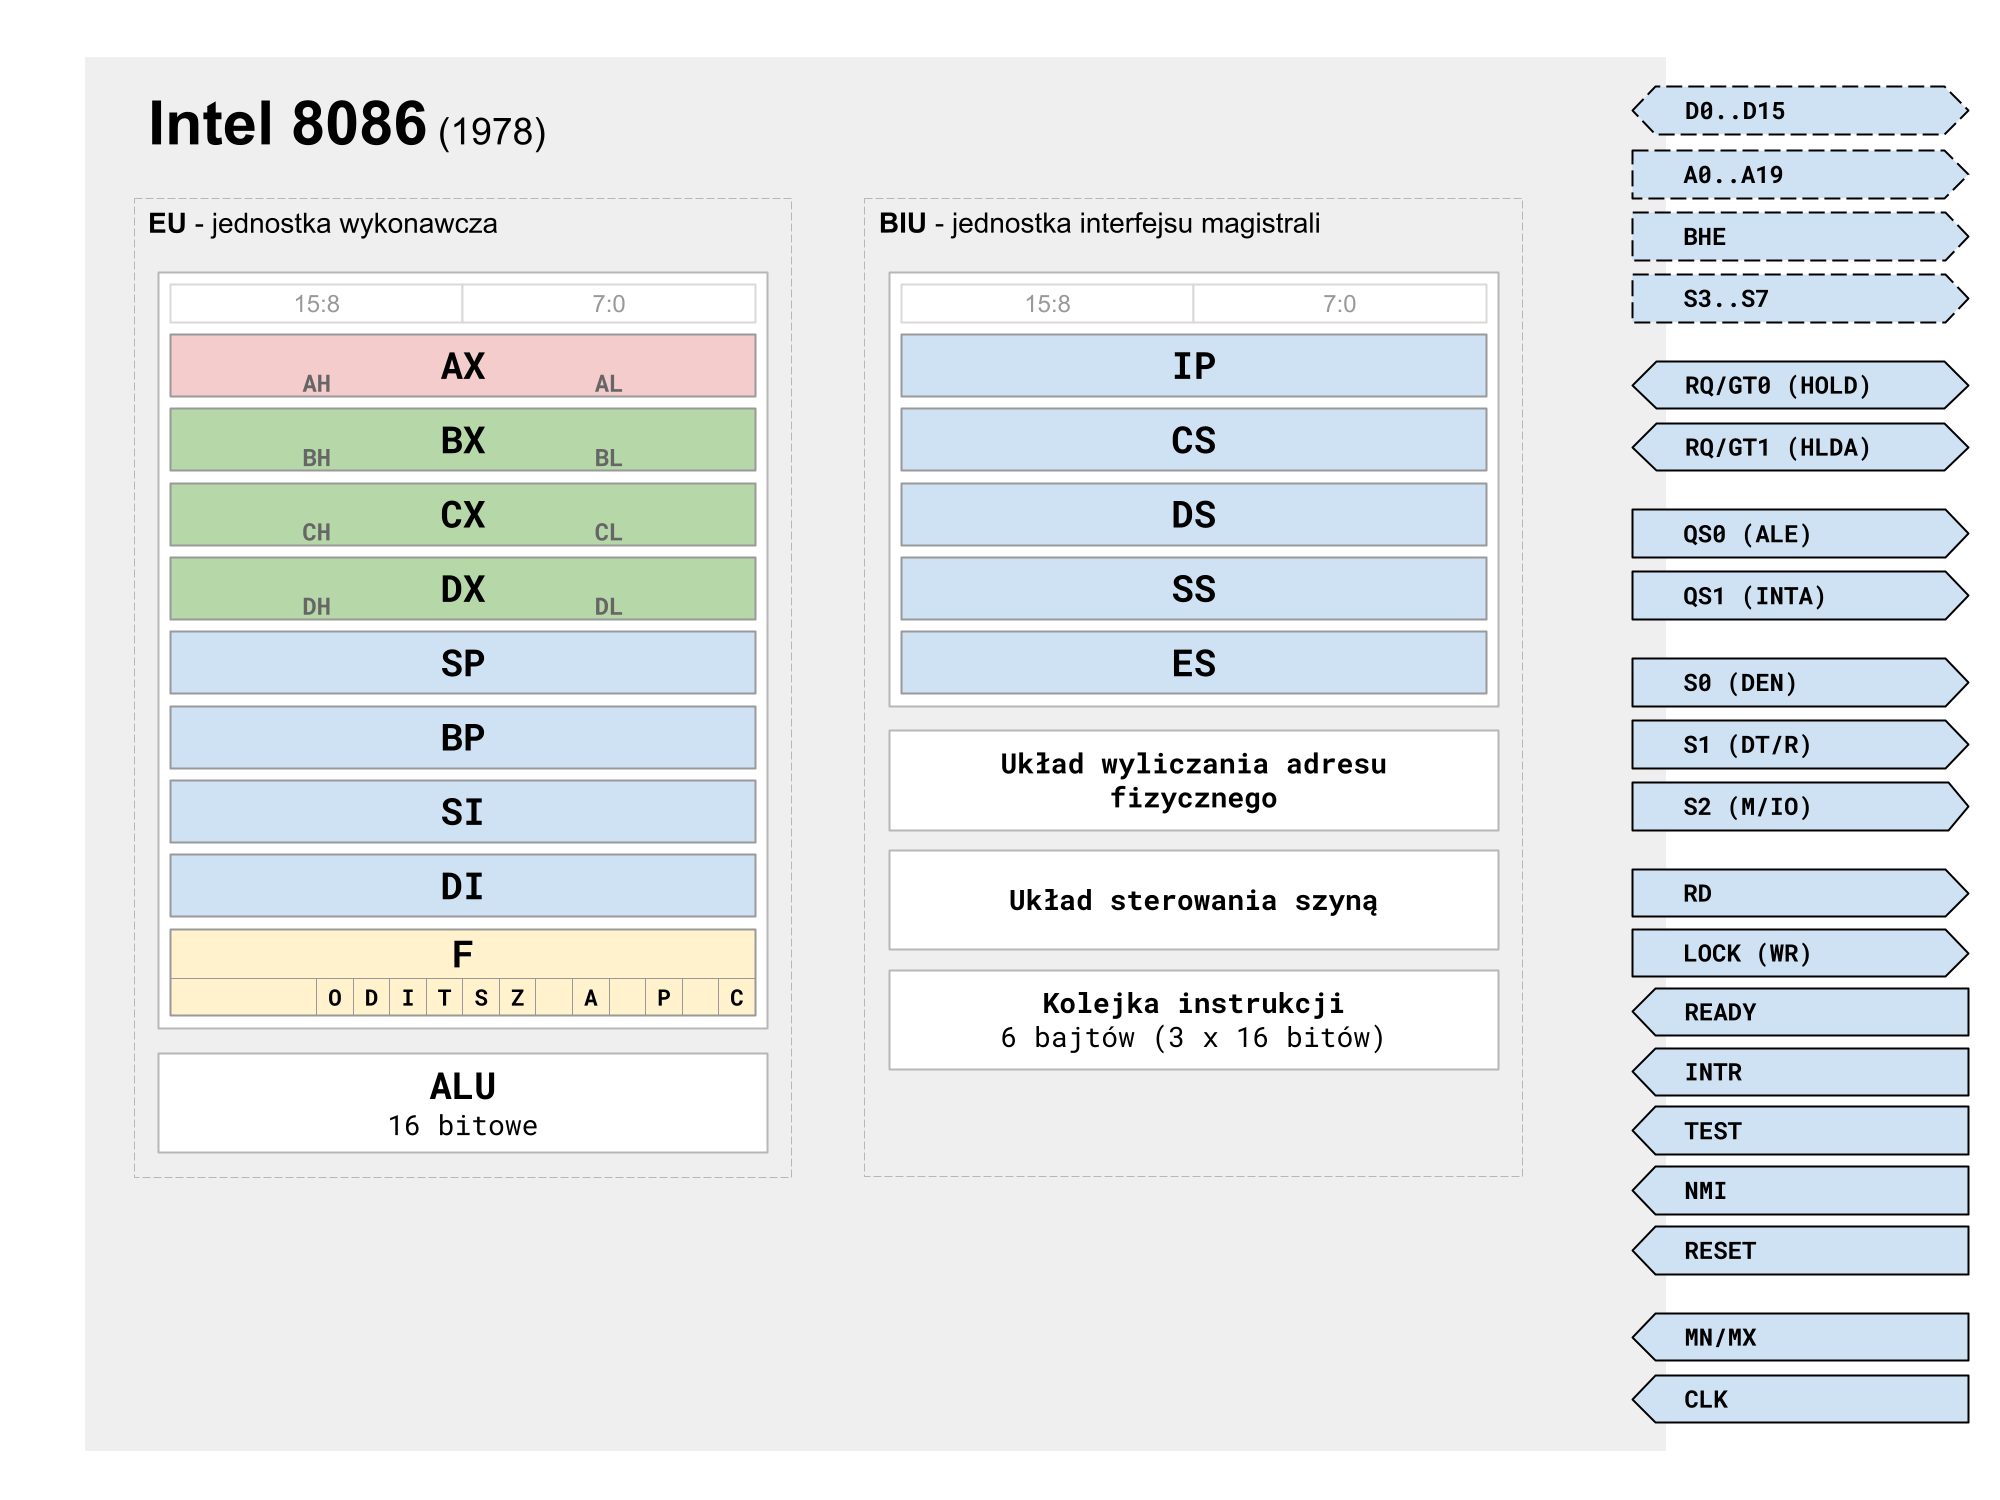 Intel 8086 (1978)
EU - jednostka wykonawcza
15:8 7:0
AX
AH AL
BX
BH BL
CX
CH CL
DX
DH DL
SP
BP
SI
DI
F
O D I T S Z A P C
ALU
16 bitowe
BIU - jednostka interfejsu magistrali
15:8 7:0
IP
CS
DS
SS
ES
Układ wyliczania adresu
fizycznego
Układ sterowania szyną
Kolejka instrukcji
6 bajtów (3 x 16 bitów)
D0..D15
A0..A19
BHE
S3..S7
RQ/GT0 (HOLD)
RQ/GT1 (HLDA)
QS0 (ALE)
QS1 (INTA)
S0 (DEN)
S1 (DT/R)
S2 (M/IO)
RD
LOCK (WR)
READY
INTR
TEST
NMI
RESET
MN/MX
CLK